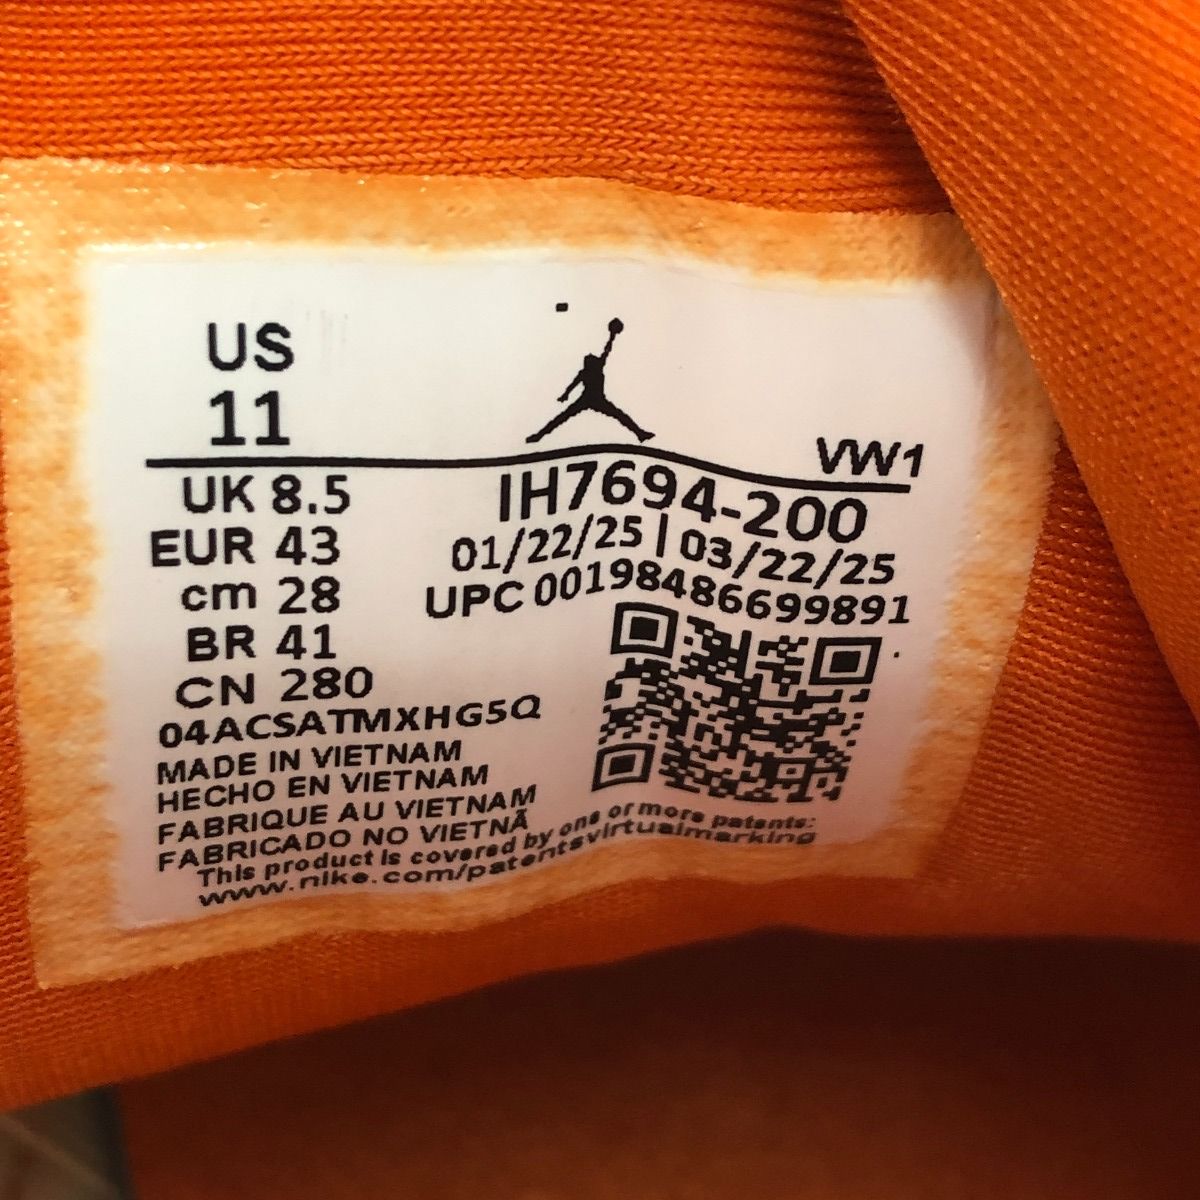 US
11
VW1
UK 8.5
EUR 43
cm 28
BR 41
CN 280
IH7694-200
01/22/25 | 03/22/25
UPC 00198486699891
04ACSATMXHG5Q
MADE IN VIETNAM
HECHO EN VIETNAM
FABRIQUE AU VIETNAM
FABRICADO NO VIETNÃ
This product is covered by one or more patents:
www.nike.com/patentsvirtualmarking